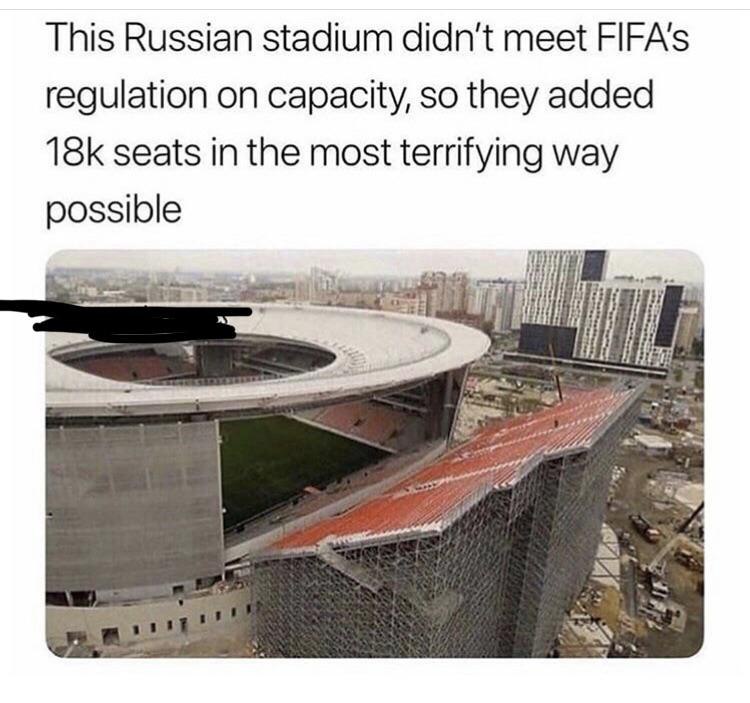 This Russian stadium didn't meet FIFA's
regulation on capacity, so they added
18k seats in the most terrifying way
possible